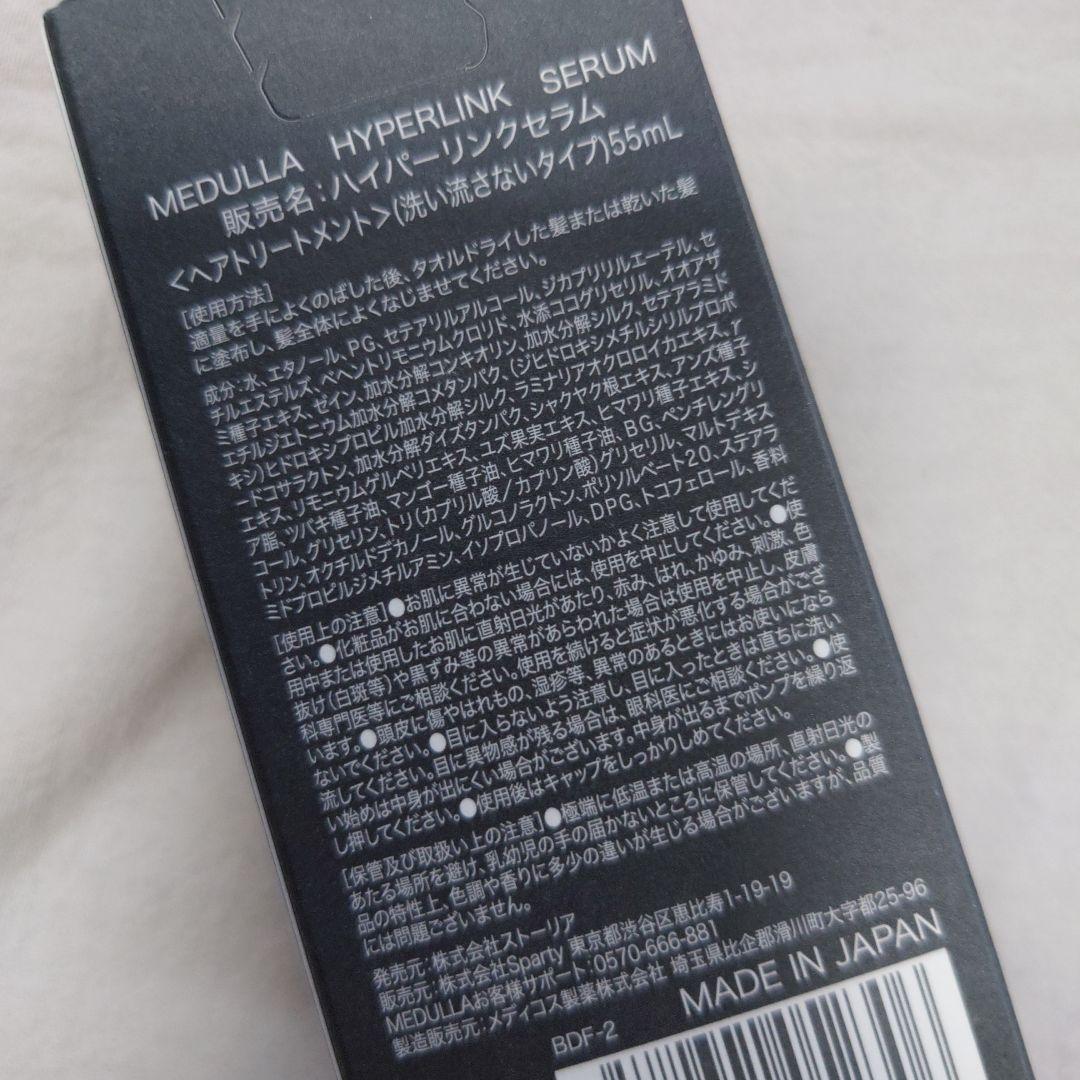 MEDULLA HYPERLINK SERUM
販売名:ハイパーリンクセラム
<ヘアトリートメント>(洗い流さないタイプ)55mL
[使用方法]
適量を手によくのばした後、タオルドライした髪または乾いた髪
に塗布し、髪全体によくなじませてください。
成分:水、エタノール、PG、セテアリルアルコール、ジカプリリルエーテル、セ
チルエステルズ、ベヘントリモニウムクロリド、水添ココグリセリル、オオアザ
ミ種子エキス、ゼイン、加水分解コンキオリン、加水分解シルク、セテアラミド
エチルジエトニウム加水分解コメタンパク、(ジヒドロキシメチルシリルプロポ
キシ)ヒドロキシプロピル加水分解シルク、ラミナリアオクロロイカエキス、γ
-ドコサラクトン、加水分解ダイズタンパク、シャクヤク根エキス、アンズ種子
エキス、リモニウムゲルベリエキス、ユズ果実エキス、ヒマワリ種子エキス、シ
ア脂、ツバキ種子油、マンゴー種子油、ヒマワリ種子油、BG、ペンチレングリ
コール、グリセリン、トリ(カプリル酸/カプリン酸)グリセリル、マルトデキス
トリン、オクチルドデカノール、グルコノラクトン、ポリソルベート20、ステアラ
ミドプロピルジメチルアミン、イソプロパノール、DPG、トコフェロール、香料
[使用上の注意]●お肌に異常が生じていないかよく注意して使用してくだ
さい。●化粧品がお肌に合わない場合には、使用を中止してください。●使
用中または使用したお肌に直射日光があたり、赤み、はれ、かゆみ、刺激、色
抜け(白斑等)や黒ずみ等の異常があらわれた場合は使用を中止し、皮膚
科専門医等にご相談ください。使用を続けると症状が悪化する場合がござ
います。●頭皮に傷やはれもの、湿疹等、異常のあるときにはお使いになら
ないでください。●目に入らないよう注意し、目に入ったときは直ちに洗い
流してください。目に異物感が残る場合は、眼科医にご相談ください。●使
い始めは中身が出にくい場合がございます。中身が出るまでポンプを繰り返
し押してください。●使用後はキャップをしっかりしめてください。
[保管及び取扱い上の注意]●極端に低温または高温の場所、直射日光の
あたる場所を避け、乳幼児の手の届かないところに保管してください。●製
品の特性上、色調や香りに多少の違いが生じる場合がございますが、品質
には問題ございません。
発売元:株式会社ストーリア
販売元:株式会社Sparty 東京都渋谷区恵比寿1-19-19
MEDULLAお客様サポート:0570-666-881
製造販売元:メディコス製薬株式会社 埼玉県比企郡滑川町大字都25-96
MADE IN JAPAN
BDF-2